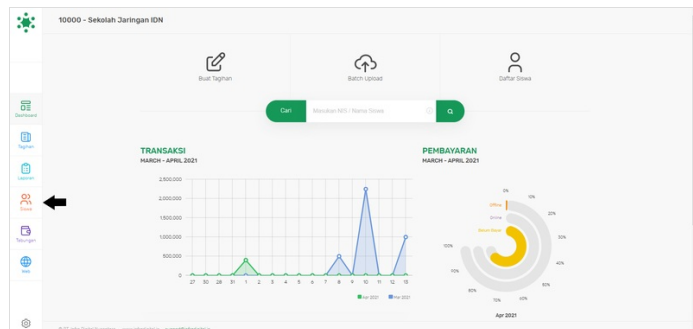 10000 - Sekolah Jaringan IDN
Buat Tagihan
Batch Upload
Daftar Siswa
Cari
Masukan NIS / Nama Siswa
Dashboard
Tagihan
Laporan
Siswa
Tabungan
Web
TRANSAKSI
MARCH - APRIL 2021
2,500,000
2,000,000
1,500,000
1,000,000
500,000
0
27 30 28 31 1 2 3 4 5 6 7 8 9 10 11 12 13
Apr 2021
Mar 2021
PEMBAYARAN
MARCH - APRIL 2021
0%
10%
20%
30%
40%
50%
60%
70%
80%
90%
100%
Offline
Online
Apr 2021